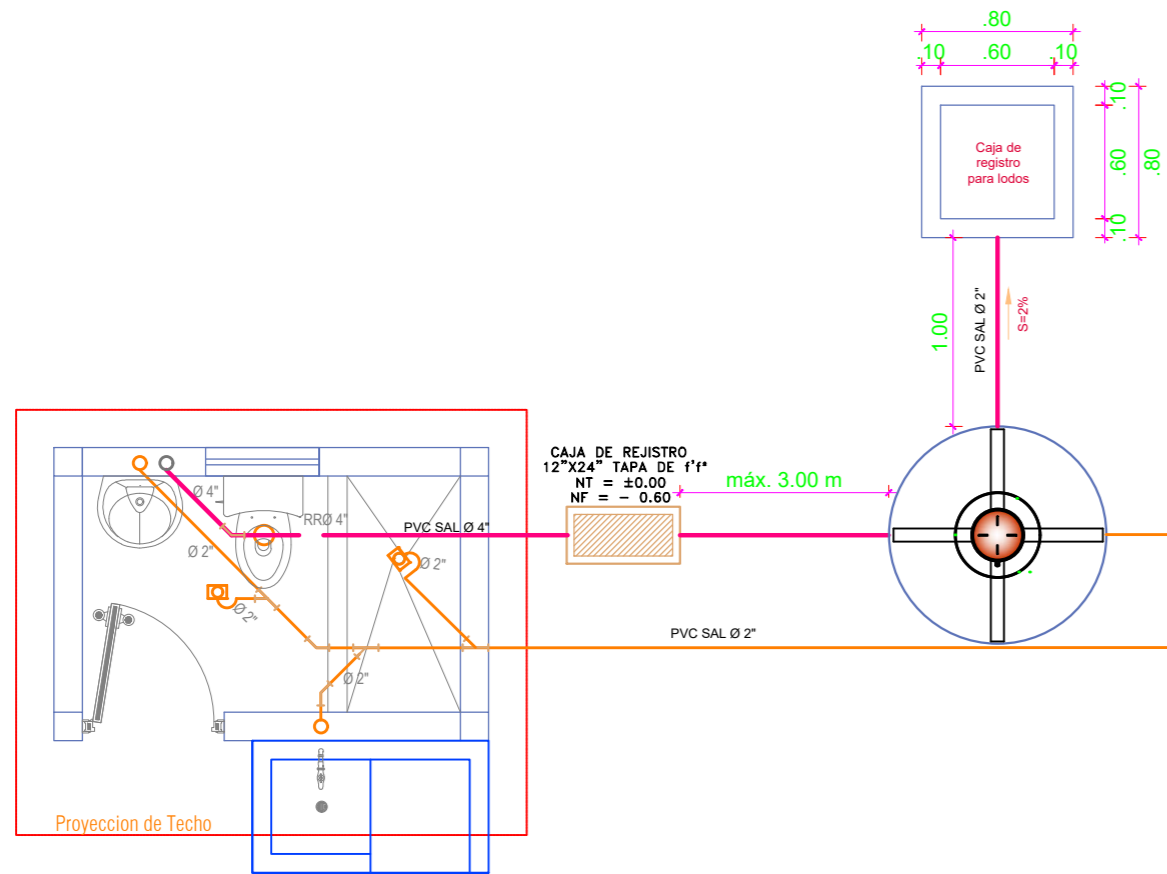 .80
.10
.60
.10
.10
.60
.10
.80
Caja de
registro
para lodos
1.00
PVC SAL Ø 2"
S=2%
CAJA DE REJISTRO
12"X24" TAPA DE f'fª
NT = ±0.00
NF = - 0.60
máx. 3.00 m
Ø 4"
RRØ 4"
PVC SAL Ø 4"
Ø 2"
Ø 2"
Ø 2"
PVC SAL Ø 2"
Ø 2"
Proyeccion de Techo